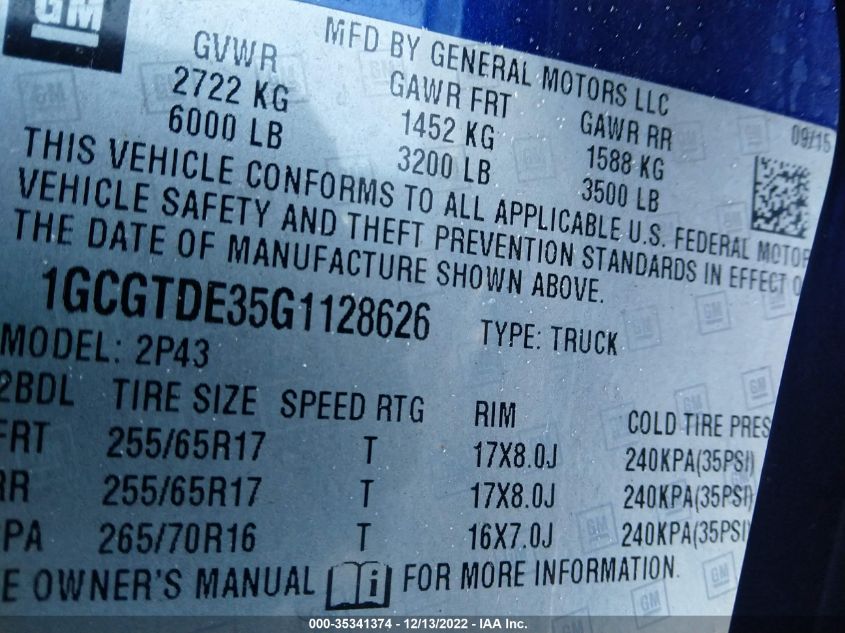 GM
MFD BY GENERAL MOTORS LLC
GVWR GAWR FRT GAWR RR 09/15
2722 KG 1452 KG 1588 KG
6000 LB 3200 LB 3500 LB
THIS VEHICLE CONFORMS TO ALL APPLICABLE U.S. FEDERAL MOTOR
VEHICLE SAFETY AND THEFT PREVENTION STANDARDS IN EFFECT O
THE DATE OF MANUFACTURE SHOWN ABOVE.
1GCGTDE35G1128626 TYPE: TRUCK
MODEL: 2P43
2BDL TIRE SIZE SPEED RTG RIM COLD TIRE PRES
FRT 255/65R17 T 17X8.0J 240KPA(35PSI)
RR 255/65R17 T 17X8.0J 240KPA(35PSI)
PA 265/70R16 T 16X7.0J 240KPA(35PSI
E OWNER'S MANUAL i FOR MORE INFORMATION.
000-35341374 - 12/13/2022 - IAA Inc.